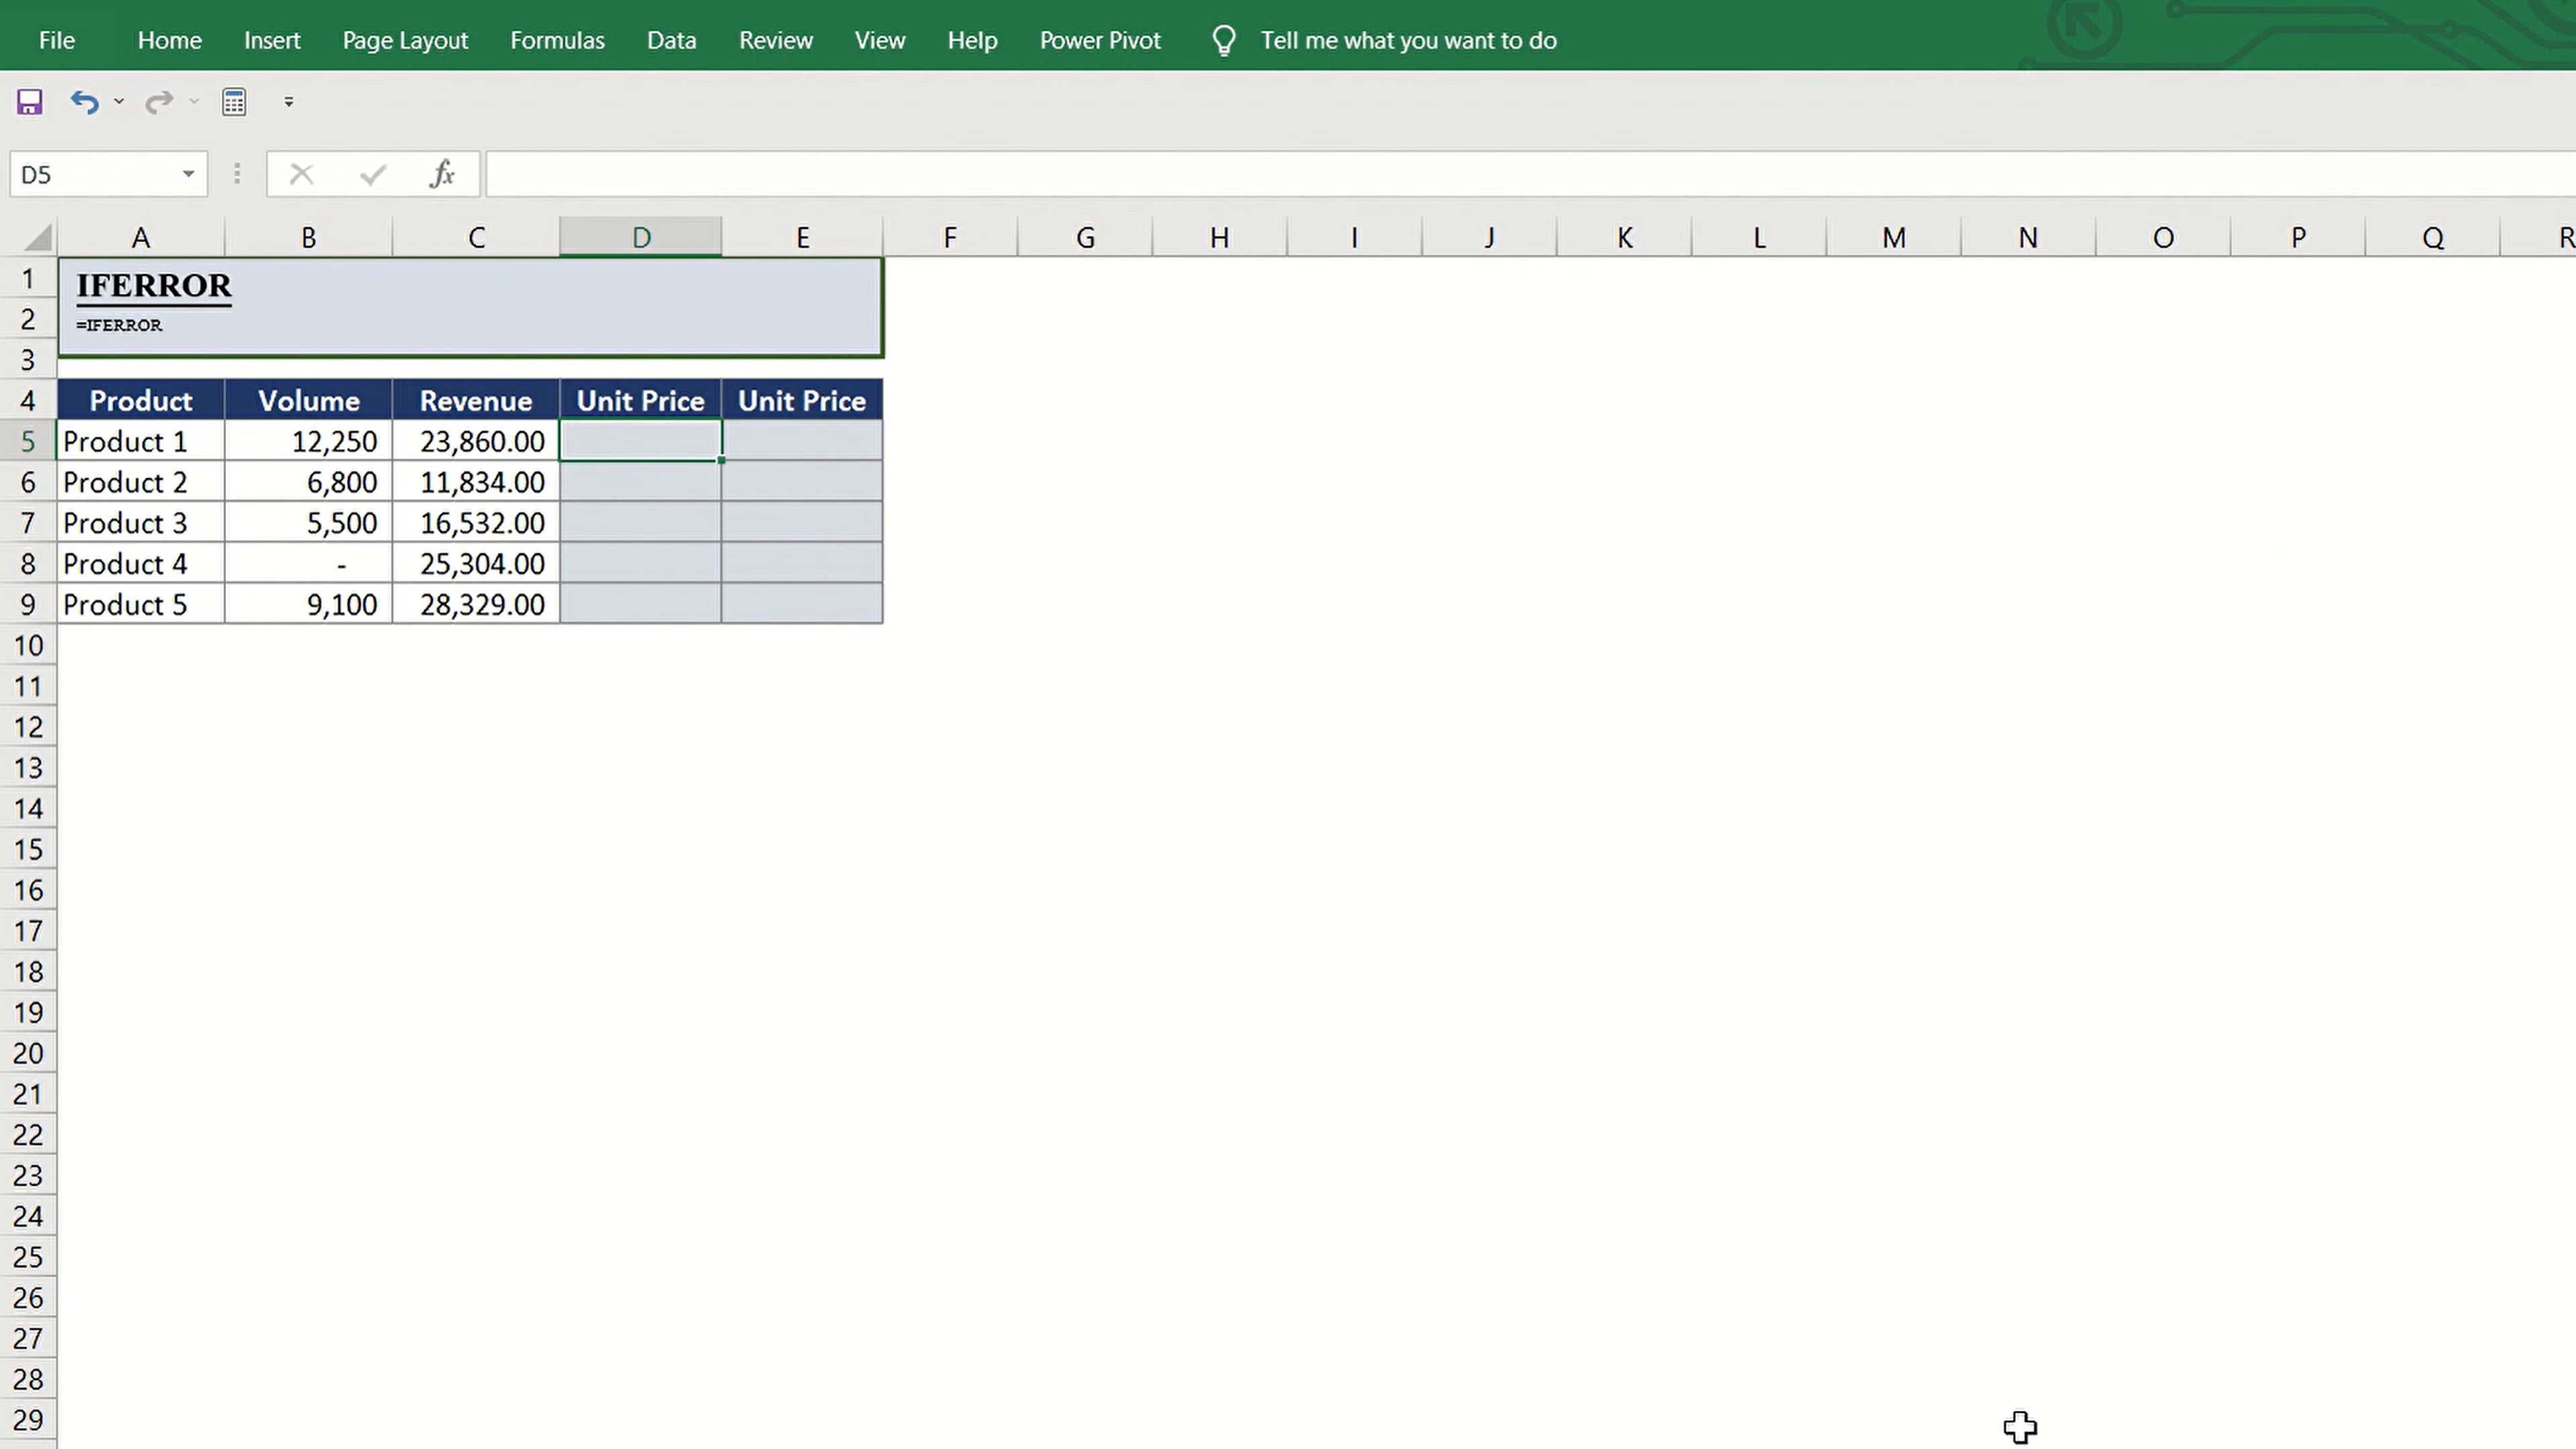 File Home Insert Page Layout Formulas Data Review View Help Power Pivot Tell me what you want to do
D5 fx
A B C D E F G H I J K L M N O P Q R
1 IFERROR
2 =IFERROR
3
4 Product Volume Revenue Unit Price Unit Price
5 Product 1 12,250 23,860.00
6 Product 2 6,800 11,834.00
7 Product 3 5,500 16,532.00
8 Product 4 - 25,304.00
9 Product 5 9,100 28,329.00
10
11
12
13
14
15
16
17
18
19
20
21
22
23
24
25
26
27
28
29